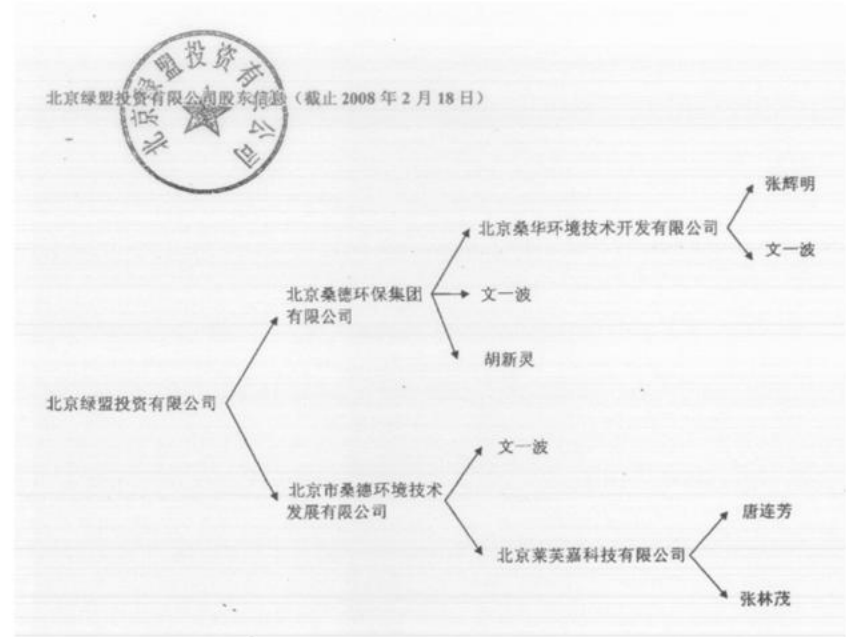 北京绿盟投资有限公司
北京绿盟投资有限公司股东信息（截止 2008 年 2 月 18 日）
张辉明
北京桑华环境技术开发有限公司
文一波
北京桑德环保集团
有限公司
文一波
胡新灵
北京绿盟投资有限公司
文一波
北京市桑德环境技术
发展有限公司
唐连芳
北京莱芙嘉科技有限公司
张林茂